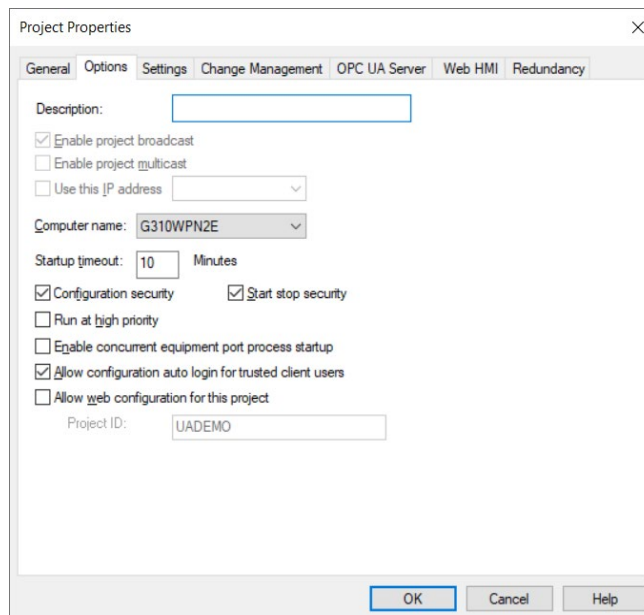 Project Properties
General Options Settings Change Management OPC UA Server Web HMI Redundancy
Description:
Enable project broadcast
Enable project multicast
Use this IP address
Computer name: G310WPN2E
Startup timeout: 10 Minutes
Configuration security Start stop security
Run at high priority
Enable concurrent equipment port process startup
Allow configuration auto login for trusted client users
Allow web configuration for this project
Project ID: UADEMO
OK Cancel Help